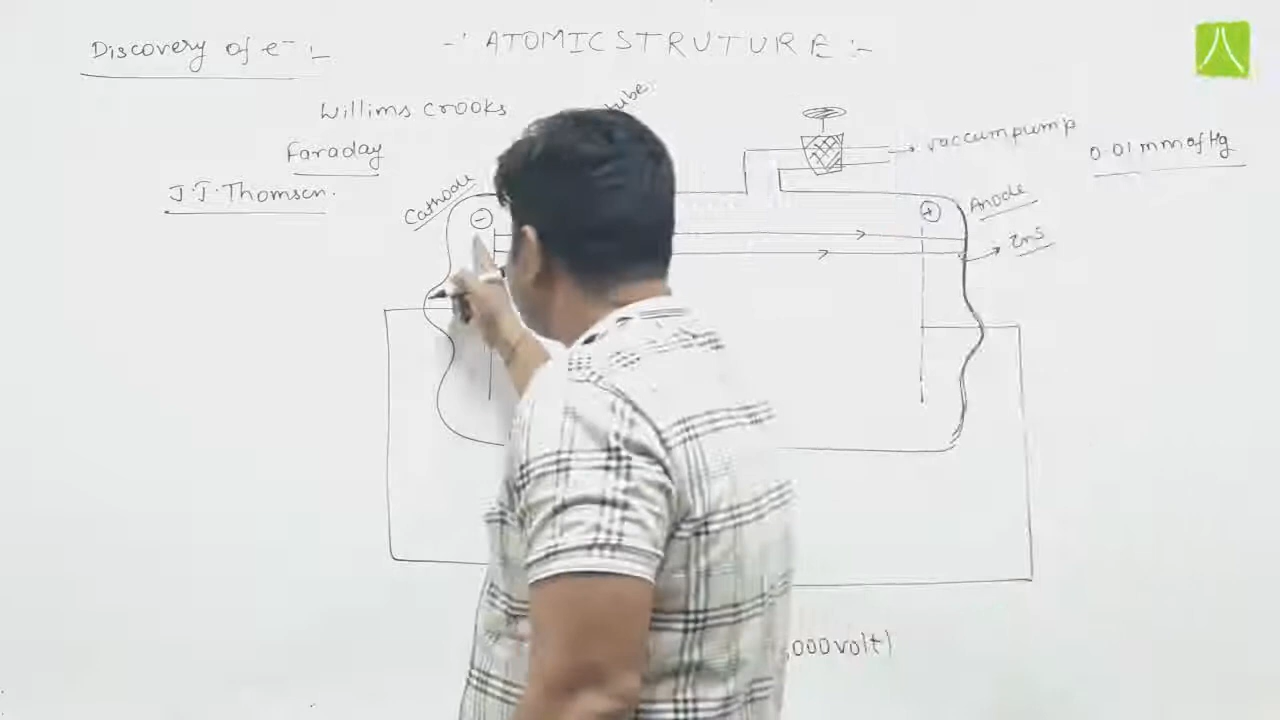 Discovery of e⁻ :-
-: ATOMIC STRUTURE :-
Willims crooks
tube
Faraday
J.J. Thomson.
Cathode
vaccum pump
0.01 mm of Hg
Anode
ZnS
-
+
000 volt)